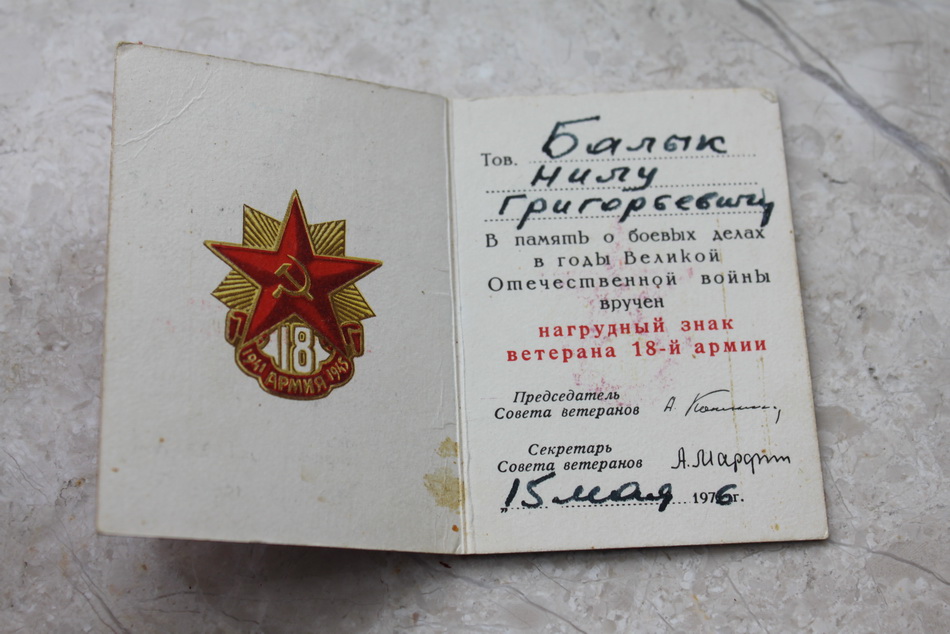 18
1941 АРМИЯ 1945
Тов. Балык
Нилу
Григорьевичу
В память о боевых делах
в годы Великой
Отечественной войны
вручен
нагрудный знак
ветерана 18-й армии
Председатель
Совета ветеранов А.
Секретарь
Совета ветеранов А.
„15 мая 1976г.